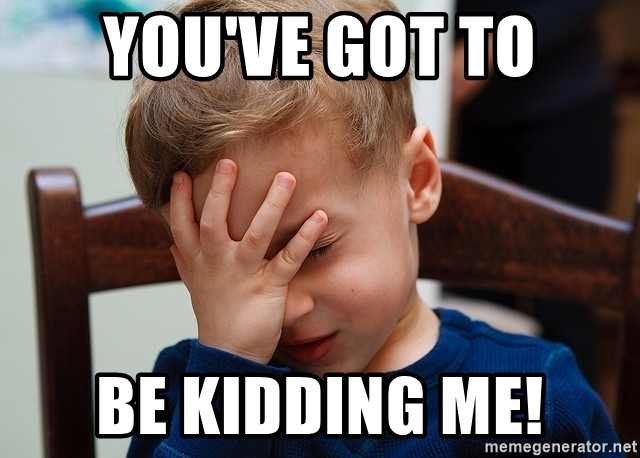 YOU'VE GOT TO
BE KIDDING ME!
memegenerator.net